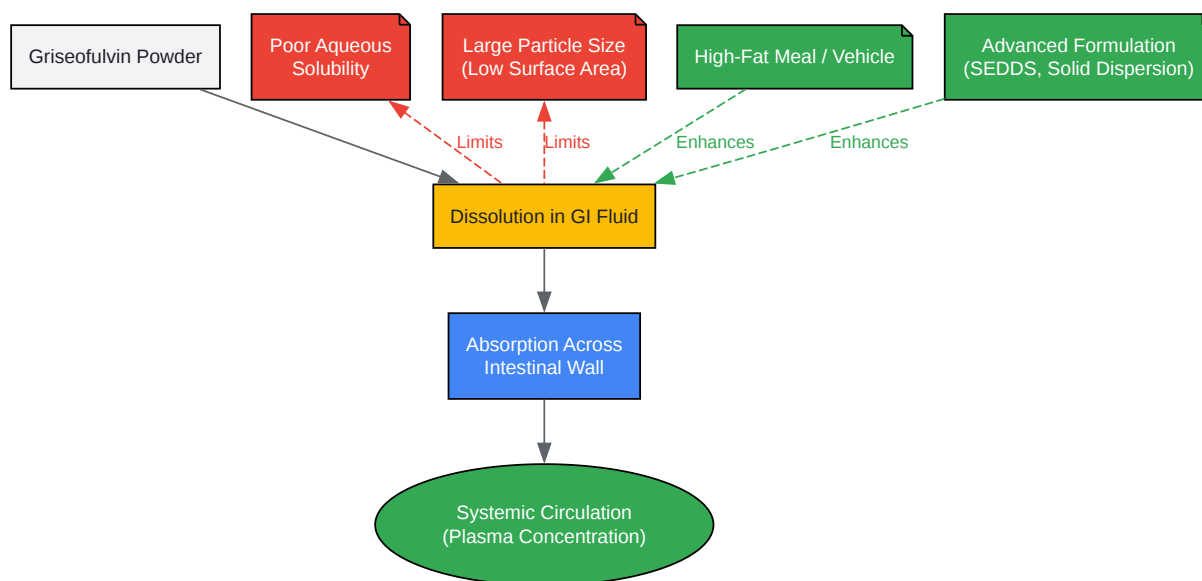 Griseofulvin Powder
Poor Aqueous
Solubility
Large Particle Size
(Low Surface Area)
High-Fat Meal / Vehicle
Advanced Formulation
(SEDDS, Solid Dispersion)
Limits
Limits
Enhances
Enhances
Dissolution in GI Fluid
Absorption Across
Intestinal Wall
Systemic Circulation
(Plasma Concentration)